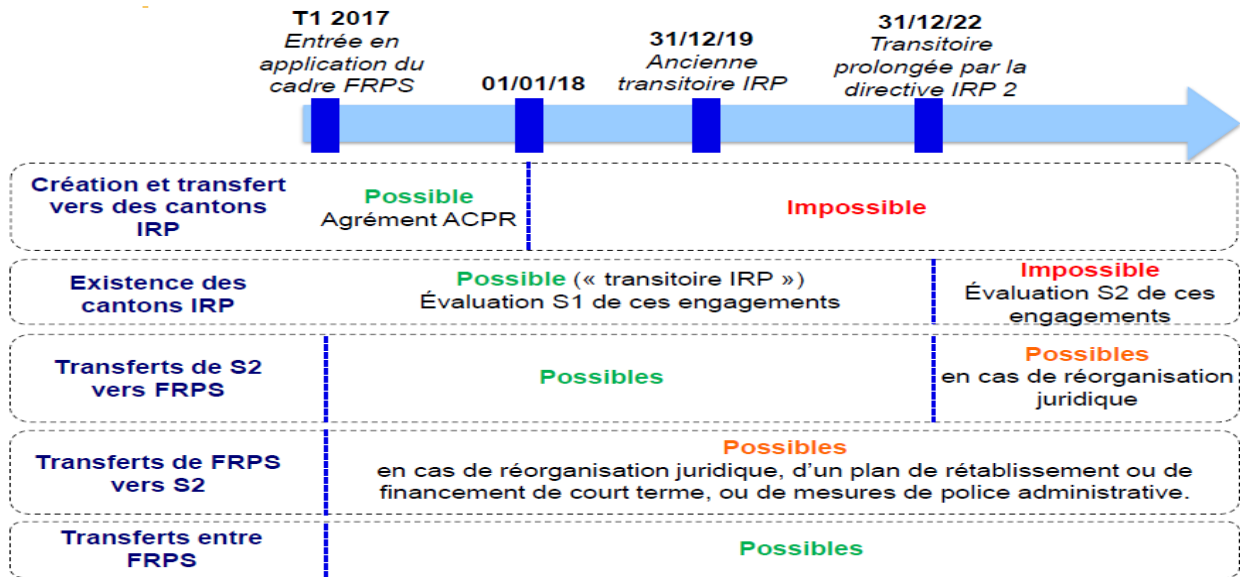 T1 2017
Entrée en
application du
cadre FRPS
01/01/18
31/12/19
Ancienne
transitoire IRP
31/12/22
Transitoire
prolongée par la
directive IRP 2
Création et transfert
vers des cantons
IRP
Possible
Agrément ACPR
Impossible
Existence des
cantons IRP
Possible (« transitoire IRP »)
Évaluation S1 de ces engagements
Impossible
Évaluation S2 de ces
engagements
Transferts de S2
vers FRPS
Possibles
Possibles
en cas de réorganisation
juridique
Transferts de FRPS
vers S2
Possibles
en cas de réorganisation juridique, d'un plan de rétablissement ou de
financement de court terme, ou de mesures de police administrative.
Transferts entre
FRPS
Possibles